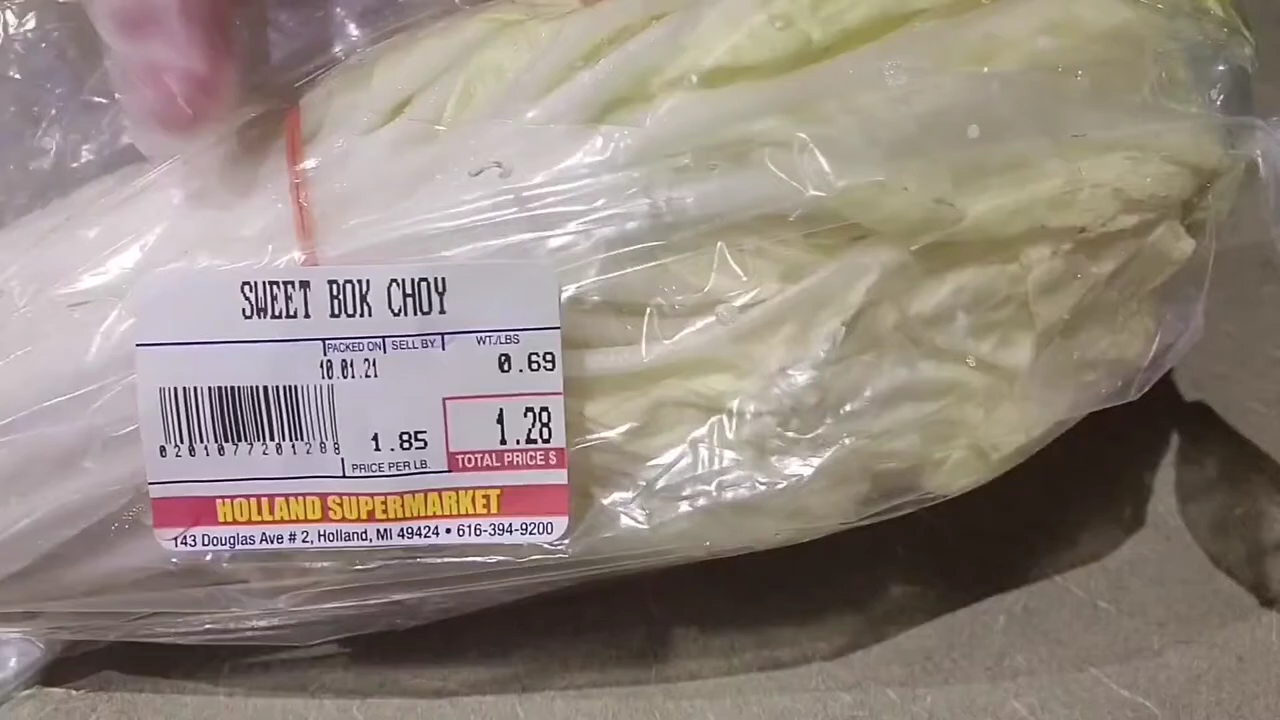 SWEET BOK CHOY
PACKED ON SELL BY WT./LBS
10.01.21 0.69
0201077201288
1.85 1.28
PRICE PER LB. TOTAL PRICE $
HOLLAND SUPERMARKET
143 Douglas Ave # 2, Holland, MI 49424 • 616-394-9200